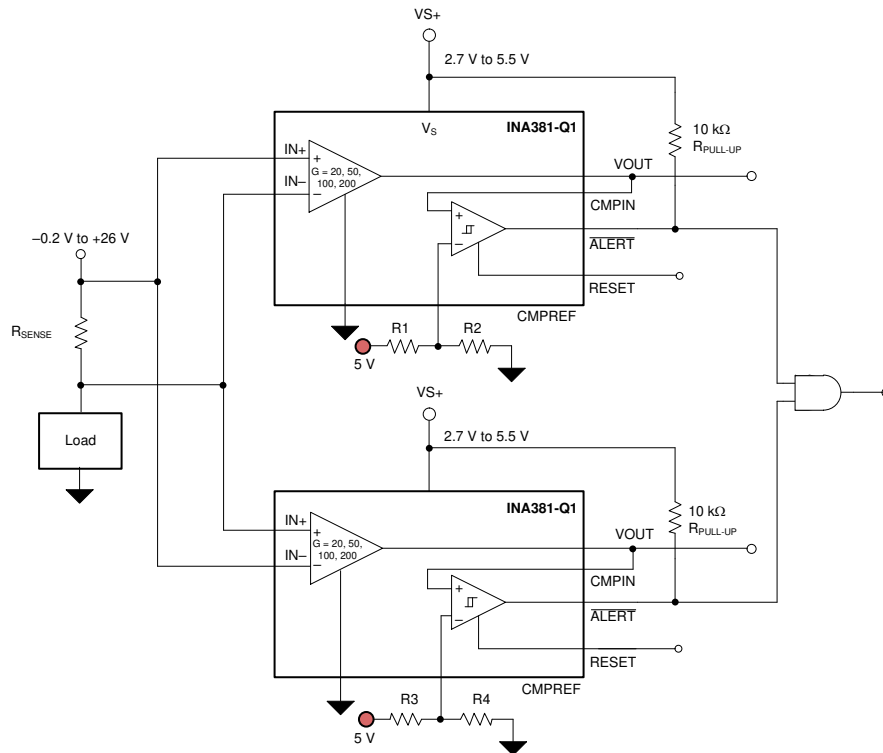 VS+
2.7 V to 5.5 V
VS
INA381-Q1
10 kΩ
RPULL-UP
IN+
+
G = 20, 50,
100, 200
IN−
−
VOUT
CMPIN
+
−
ALERT
RESET
CMPREF
−0.2 V to +26 V
RSENSE
Load
R1
R2
5 V
VS+
2.7 V to 5.5 V
INA381-Q1
10 kΩ
RPULL-UP
IN+
+
G = 20, 50,
100, 200
IN−
−
VOUT
CMPIN
+
−
ALERT
RESET
CMPREF
R3
R4
5 V